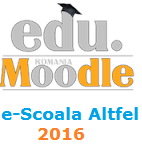 edu.
ROMANIA
Moodle
e-Scoala Altfel
2016